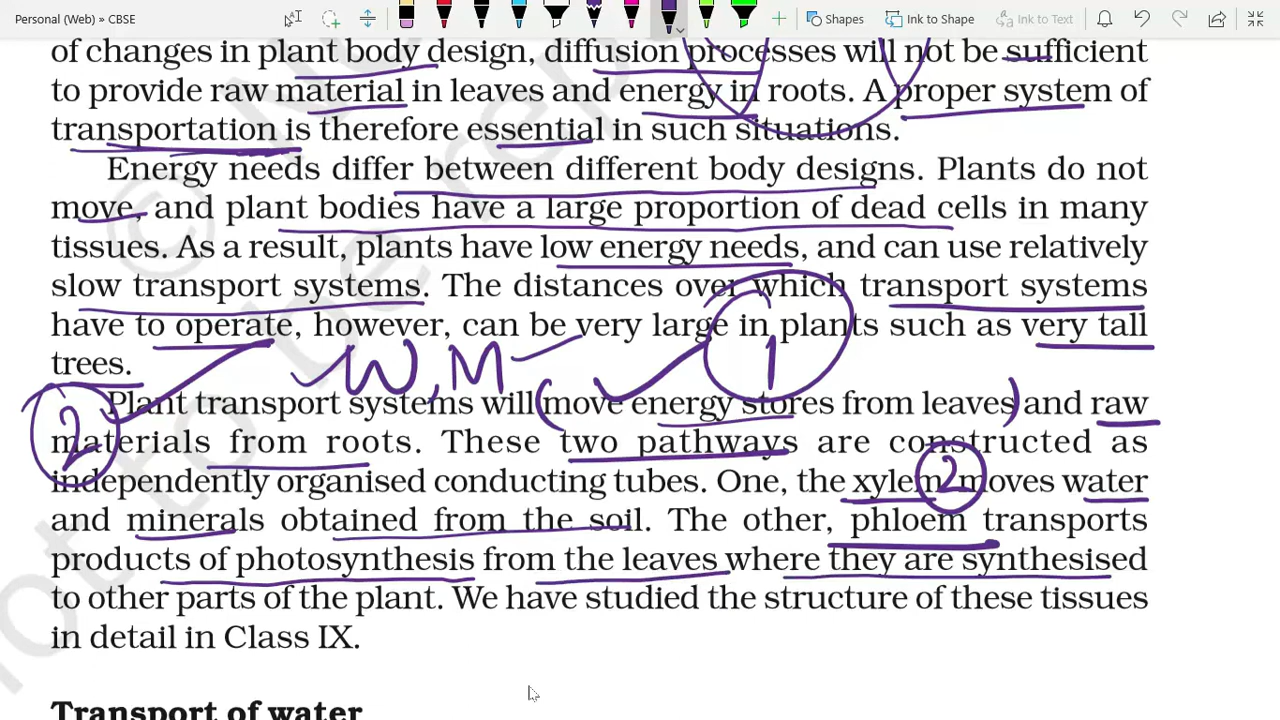 Personal (Web) » CBSE
Shapes
Ink to Shape
Ink to Text
of changes in plant body design, diffusion processes will not be sufficient
to provide raw material in leaves and energy in roots. A proper system of
transportation is therefore essential in such situations.
Energy needs differ between different body designs. Plants do not
move, and plant bodies have a large proportion of dead cells in many
tissues. As a result, plants have low energy needs, and can use relatively
slow transport systems. The distances over which transport systems
have to operate, however, can be very large in plants such as very tall
trees.
W, M
1
2
Plant transport systems will (move energy stores from leaves) and raw
materials from roots. These two pathways are constructed as
independently organised conducting tubes. One, the xylem moves water
2
and minerals obtained from the soil. The other, phloem transports
products of photosynthesis from the leaves where they are synthesised
to other parts of the plant. We have studied the structure of these tissues
in detail in Class IX.
Transport of water